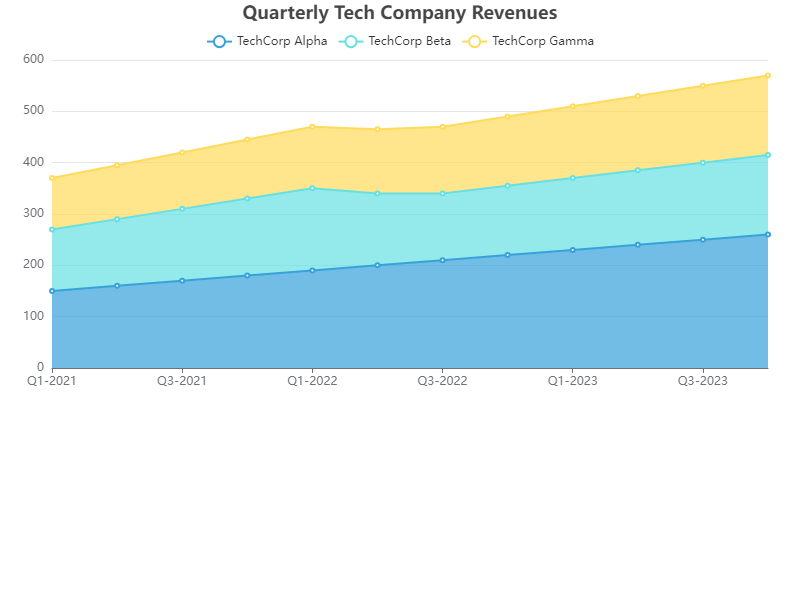 Quarterly Tech Company Revenues
TechCorp Alpha TechCorp Beta TechCorp Gamma
600
500
400
300
200
100
0
Q1-2021 Q3-2021 Q1-2022 Q3-2022 Q1-2023 Q3-2023